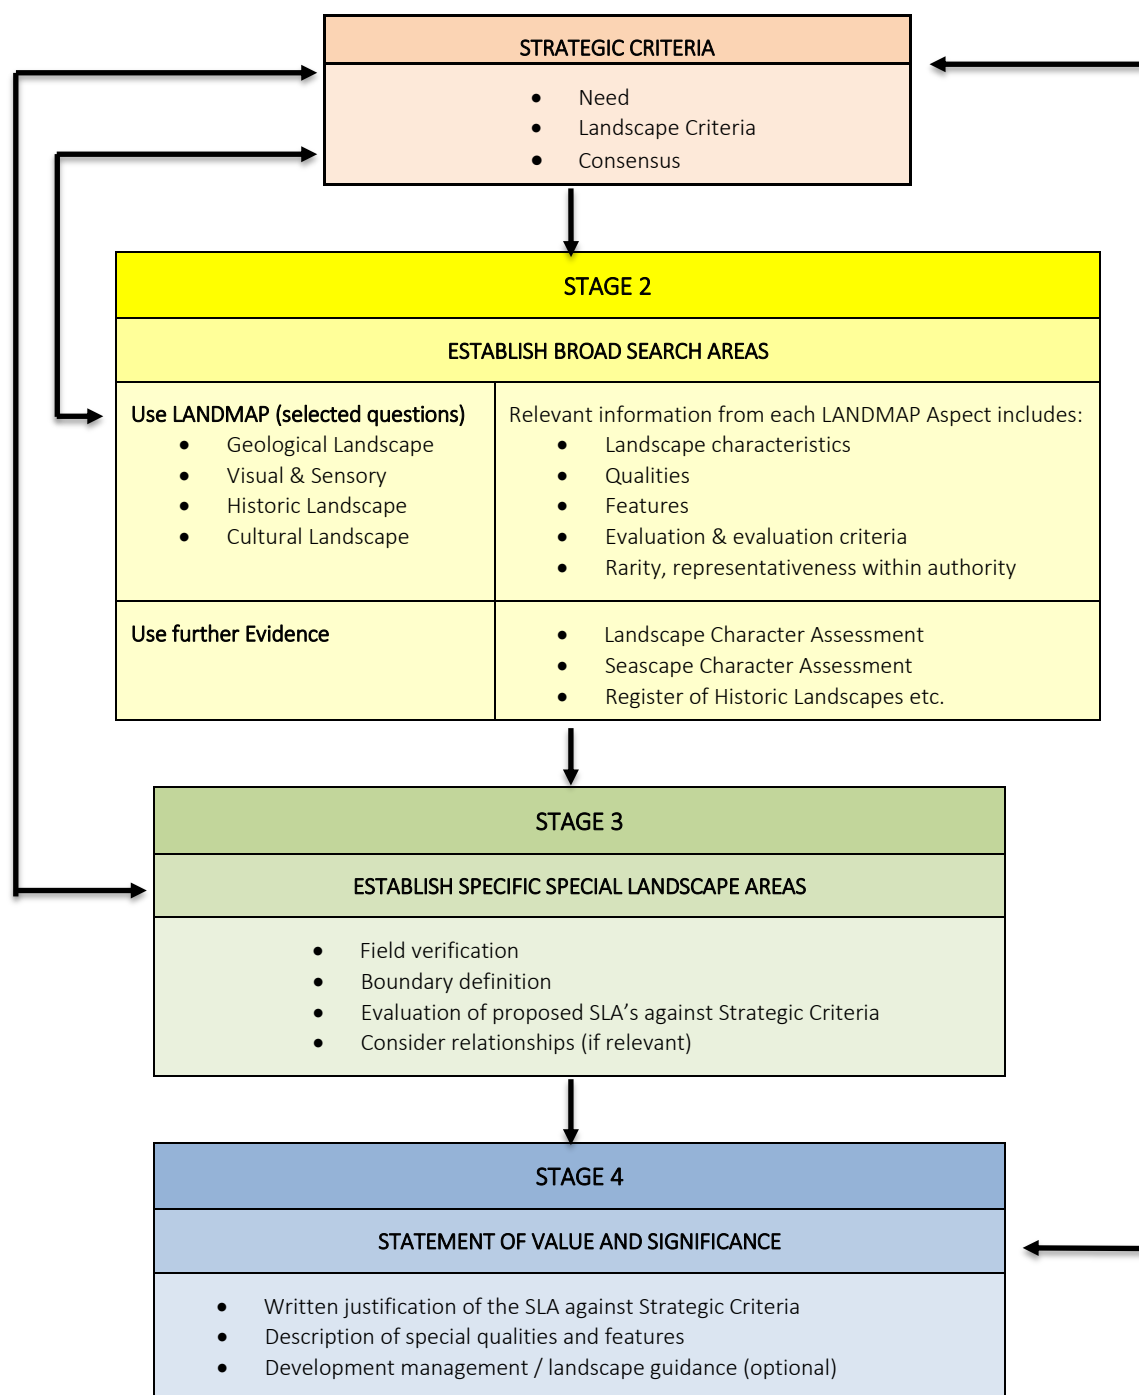 STRATEGIC CRITERIA
• Need
• Landscape Criteria
• Consensus
STAGE 2
ESTABLISH BROAD SEARCH AREAS
Use LANDMAP (selected questions)
• Geological Landscape
• Visual & Sensory
• Historic Landscape
• Cultural Landscape
Relevant information from each LANDMAP Aspect includes:
• Landscape characteristics
• Qualities
• Features
• Evaluation & evaluation criteria
• Rarity, representativeness within authority
Use further Evidence
• Landscape Character Assessment
• Seascape Character Assessment
• Register of Historic Landscapes etc.
STAGE 3
ESTABLISH SPECIFIC SPECIAL LANDSCAPE AREAS
• Field verification
• Boundary definition
• Evaluation of proposed SLA’s against Strategic Criteria
• Consider relationships (if relevant)
STAGE 4
STATEMENT OF VALUE AND SIGNIFICANCE
• Written justification of the SLA against Strategic Criteria
• Description of special qualities and features
• Development management / landscape guidance (optional)